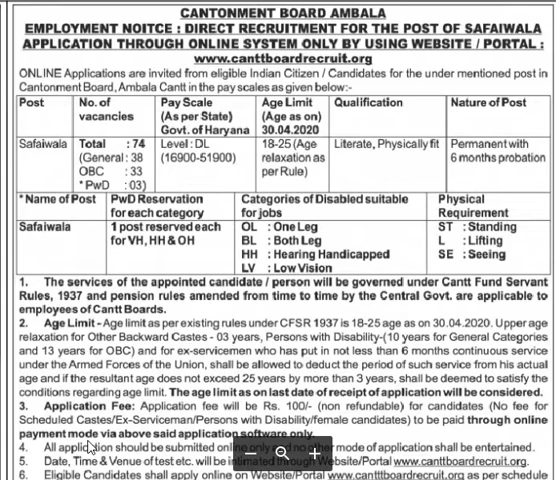 CANTONMENT BOARD AMBALA
EMPLOYMENT NOITCE : DIRECT RECRUITMENT FOR THE POST OF SAFAIWALA
APPLICATION THROUGH ONLINE SYSTEM ONLY BY USING WEBSITE / PORTAL :
www.canttboardrecruit.org
ONLINE Applications are invited from eligible Indian Citizen / Candidates for the under mentioned post in
Cantonment Board, Ambala Cantt in the pay scales as given below:-
Post No. of vacancies Pay Scale (As per State) Govt. of Haryana Age Limit (Age as on) 30.04.2020 Qualification Nature of Post
Safaiwala Total : 74 Level : DL 18-25 (Age Literate, Physically fit Permanent with
(General : 38 (16900-51900) relaxation as 6 months probation
OBC : 33 per Rule)
*PwD : 03)
*Name of Post PwD Reservation Categories of Disabled suitable Physical
for each category for jobs Requirement
Safaiwala 1 post reserved each OL : One Leg ST : Standing
for VH, HH & OH BL : Both Leg L : Lifting
HH : Hearing Handicapped SE : Seeing
LV : Low Vision
1. The services of the appointed candidate / person will be governed under Cantt Fund Servant
Rules, 1937 and pension rules amended from time to time by the Central Govt. are applicable to
employees of Cantt Boards.
2. Age Limit - Age limit as per existing rules under CFSR 1937 is 18-25 age as on 30.04.2020. Upper age
relaxation for Other Backward Castes - 03 years, Persons with Disability-(10 years for General Categories
and 13 years for OBC) and for ex-servicemen who has put in not less than 6 months continuous service
under the Armed Forces of the Union, shall be allowed to deduct the period of such service from his actual
age and if the resultant age does not exceed 25 years by more than 3 years, shall be deemed to satisfy the
conditions regarding age limit. The age limit as on last date of receipt of application will be considered.
3. Application Fee: Application fee will be Rs. 100/- (non refundable) for candidates (No fee for
Scheduled Castes/Ex-Serviceman/Persons with Disability/female candidates) to be paid through online
payment mode via above said application software only.
4. All application should be submitted online only no other mode of application shall be entertained.
5. Date, Time & Venue of test etc. will be intimated through Website/Portal www.canttboardrecruit.org.
6. Eligible Candidates shall apply online on Website/Portal www.canttboardrecruit.org as per schedule